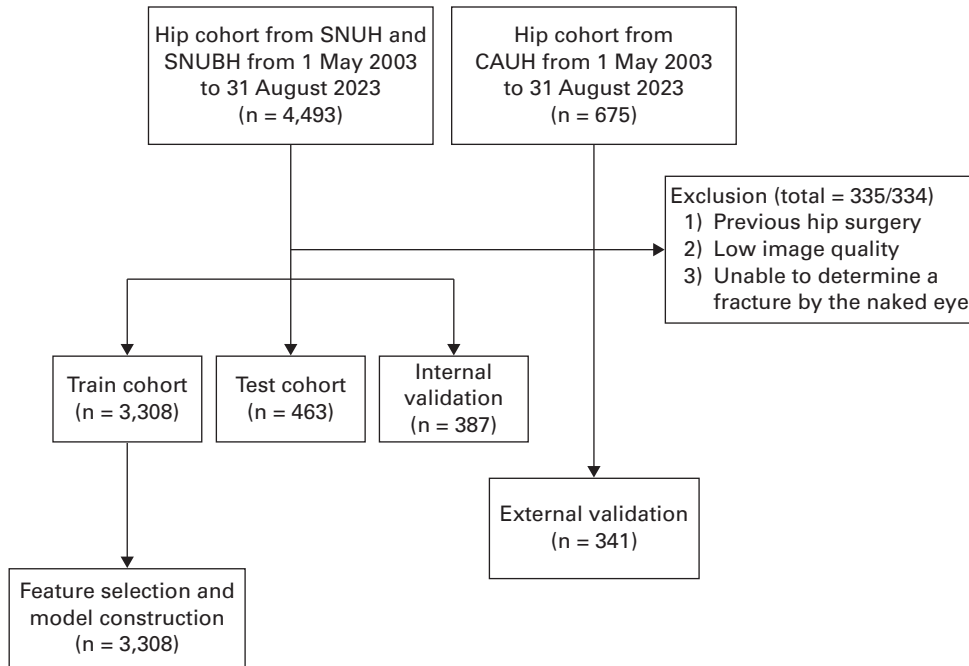 Hip cohort from SNUH and
SNUBH from 1 May 2003
to 31 August 2023
(n = 4,493)
Hip cohort from
CAUH from 1 May 2003
to 31 August 2023
(n = 675)
Exclusion (total = 335/334)
1) Previous hip surgery
2) Low image quality
3) Unable to determine a
fracture by the naked eye
Train cohort
(n = 3,308)
Test cohort
(n = 463)
Internal
validation
(n = 387)
External validation
(n = 341)
Feature selection and
model construction
(n = 3,308)